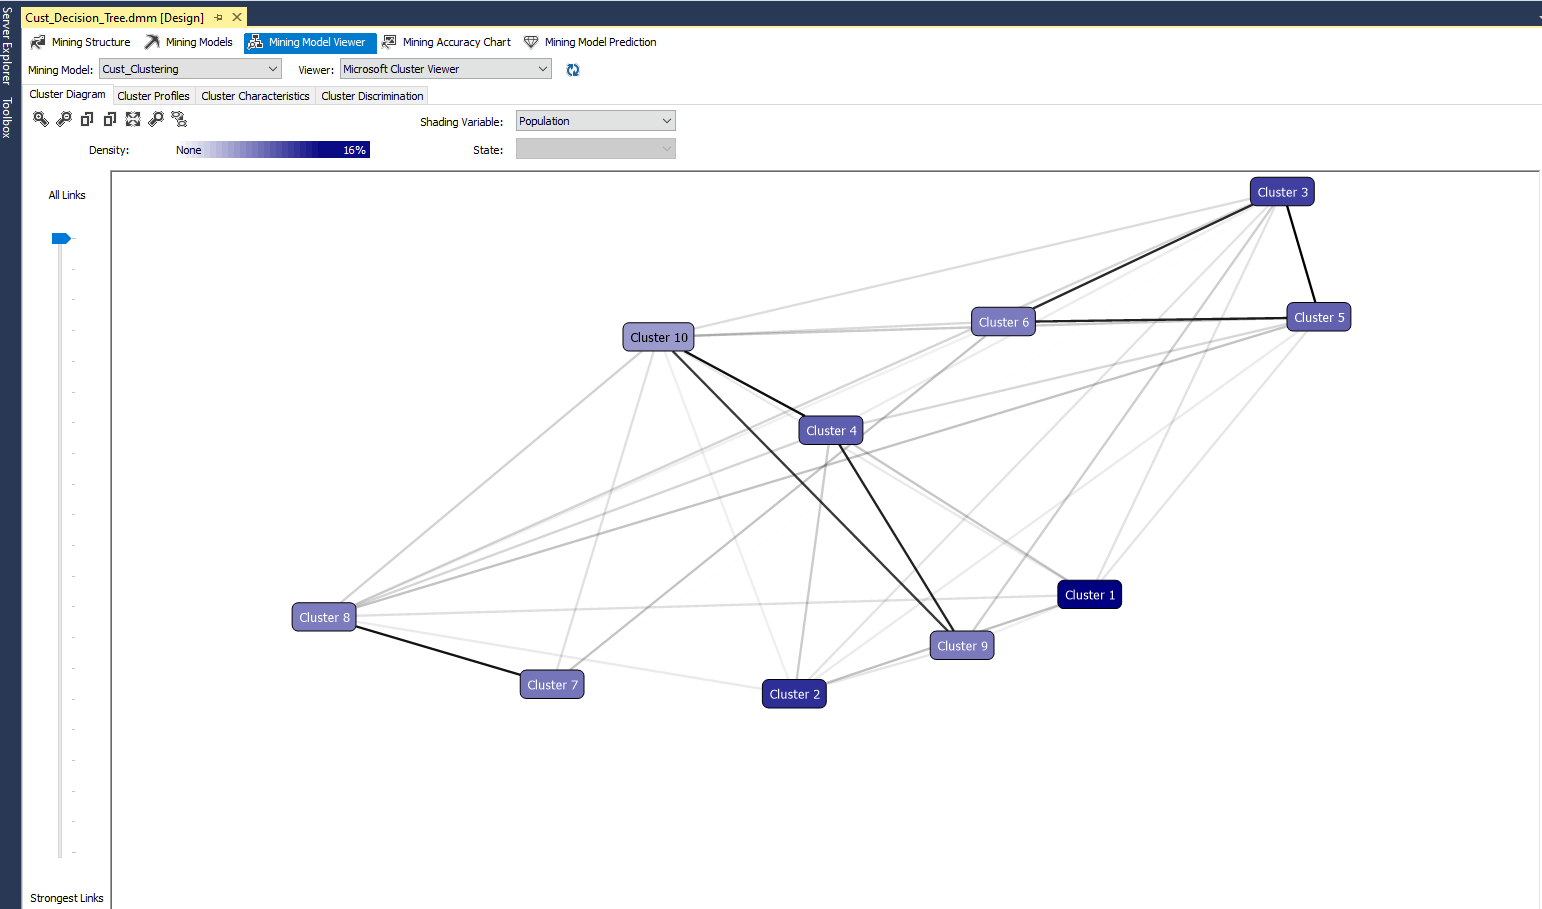 Server Explorer
Toolbox
Cust_Decision_Tree.dmm [Design]
Mining Structure Mining Models Mining Model Viewer Mining Accuracy Chart Mining Model Prediction
Mining Model: Cust_Clustering Viewer: Microsoft Cluster Viewer
Cluster Diagram Cluster Profiles Cluster Characteristics Cluster Discrimination
Shading Variable: Population
Density: None 16% State:
All Links
Cluster 3
Cluster 6
Cluster 5
Cluster 10
Cluster 4
Cluster 1
Cluster 8
Cluster 9
Cluster 7
Cluster 2
Strongest Links